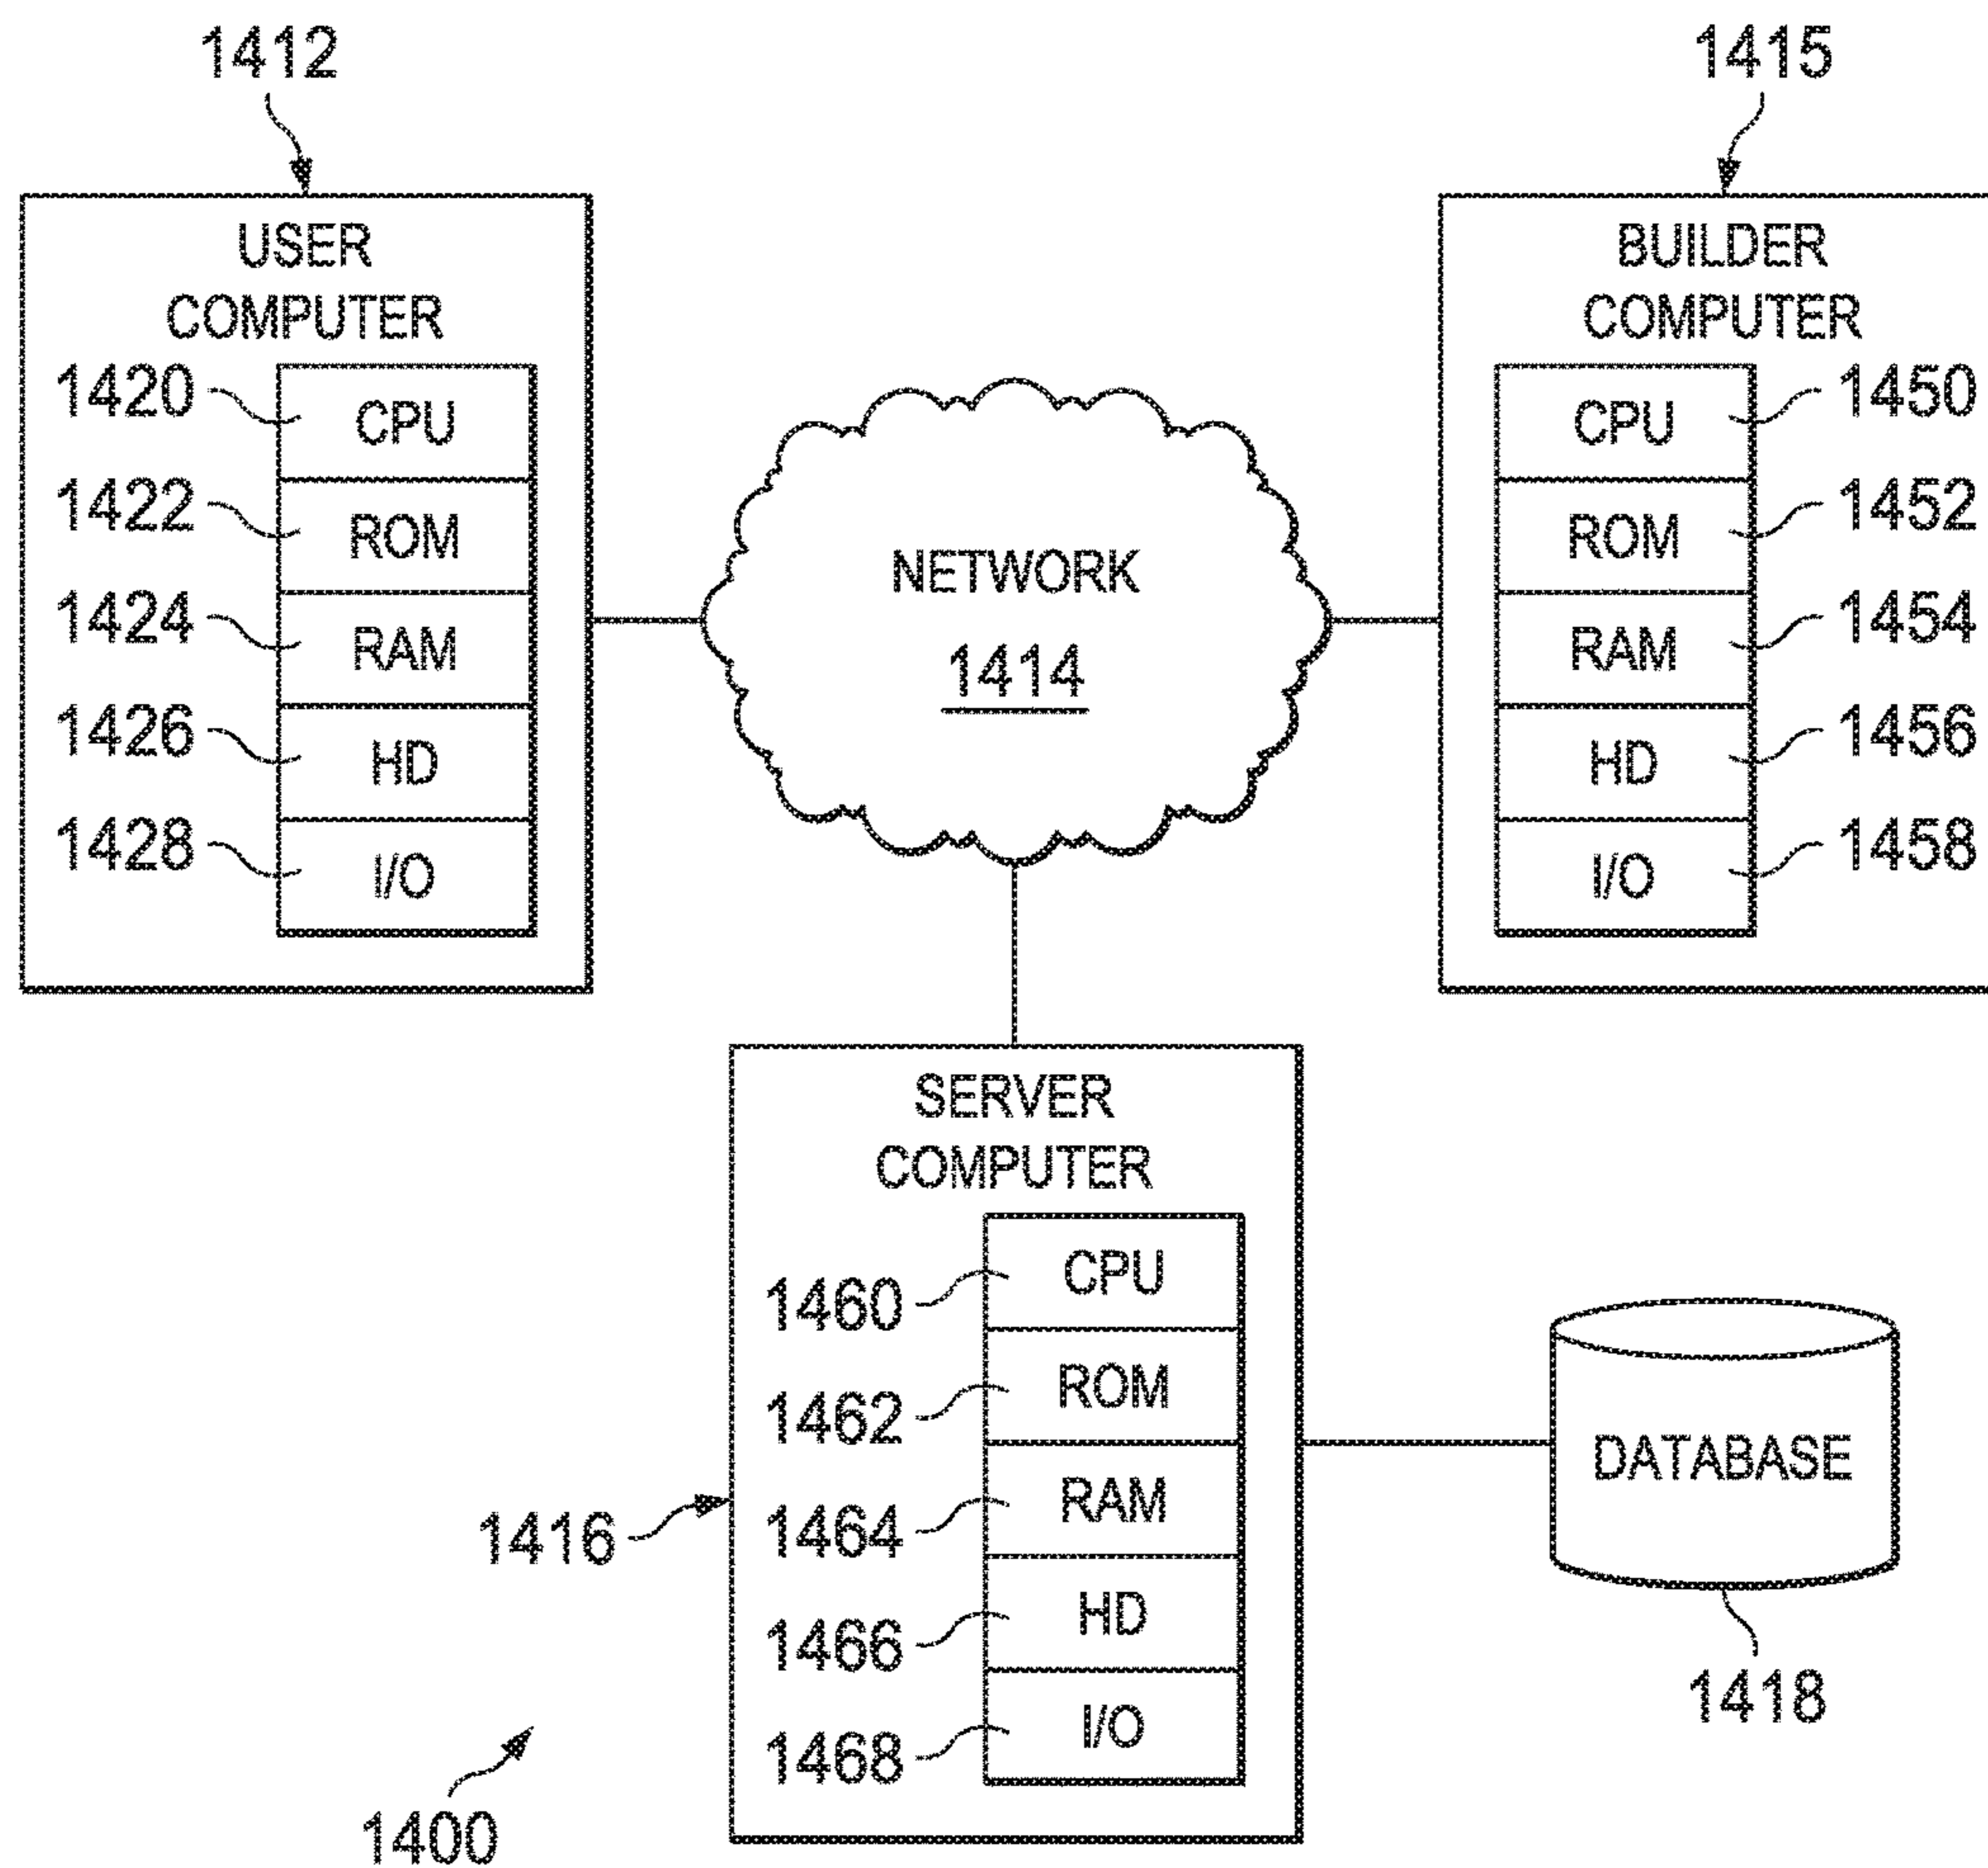 1412
1415
USER
COMPUTER
1420
CPU
1422
ROM
1424
RAM
1426
HD
1428
I/O
NETWORK
1414
BUILDER
COMPUTER
CPU
1450
ROM
1452
RAM
1454
HD
1456
I/O
1458
SERVER
COMPUTER
1460
CPU
1462
ROM
1464
RAM
1466
HD
1468
I/O
1416
DATABASE
1418
1400